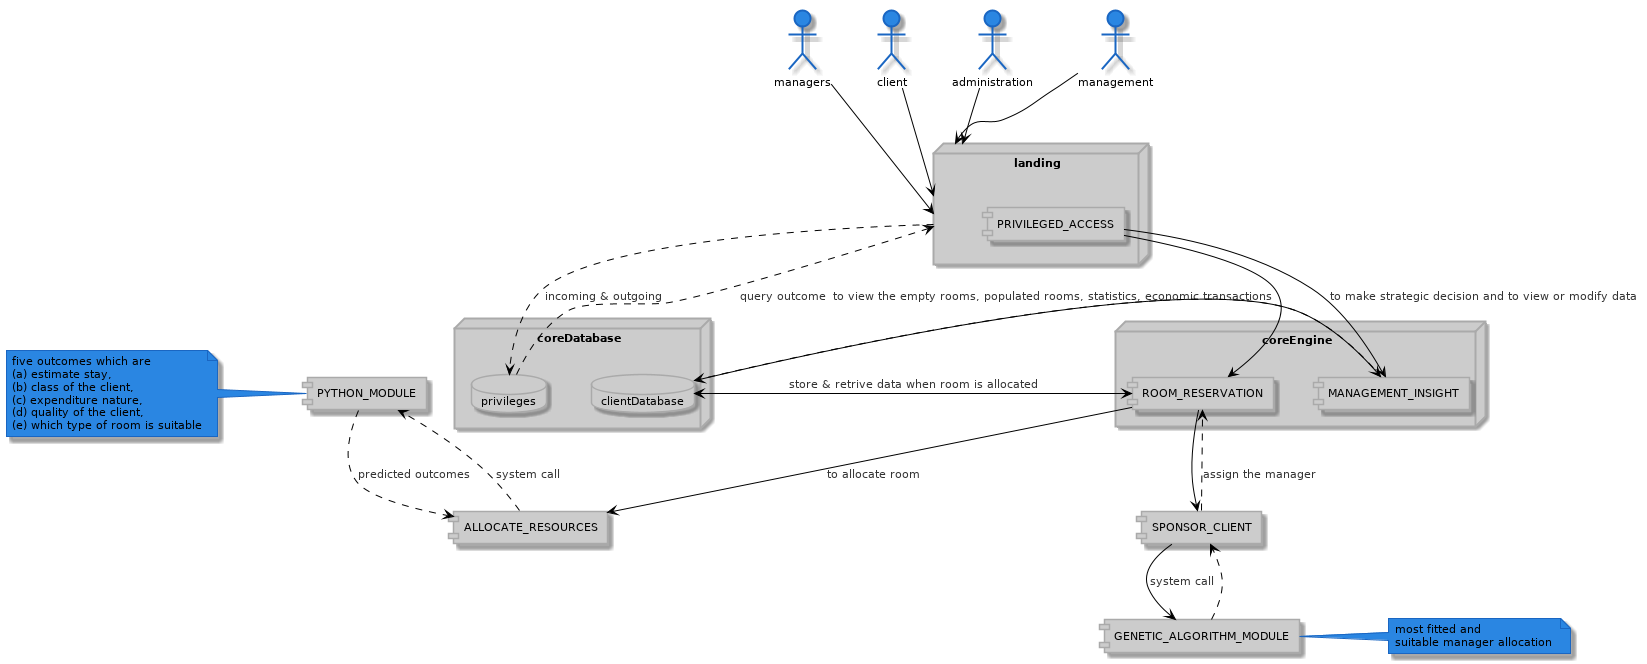 managers
client
administration
management
landing
PRIVILEGED_ACCESS
incoming & outgoing
query outcome  to view the empty rooms, populated rooms, statistics, economic transactions
to make strategic decision and to view or modify data
coreDatabase
coreEngine
five outcomes which are
(a) estimate stay,
(b) class of the client,
(c) expenditure nature,
(d) quality of the client,
(e) which type of room is suitable
PYTHON_MODULE
privileges
clientDatabase
store & retrive data when room is allocated
ROOM_RESERVATION
MANAGEMENT_INSIGHT
predicted outcomes
system call
to allocate room
assign the manager
ALLOCATE_RESOURCES
SPONSOR_CLIENT
system call
GENETIC_ALGORITHM_MODULE
most fitted and
suitable manager allocation